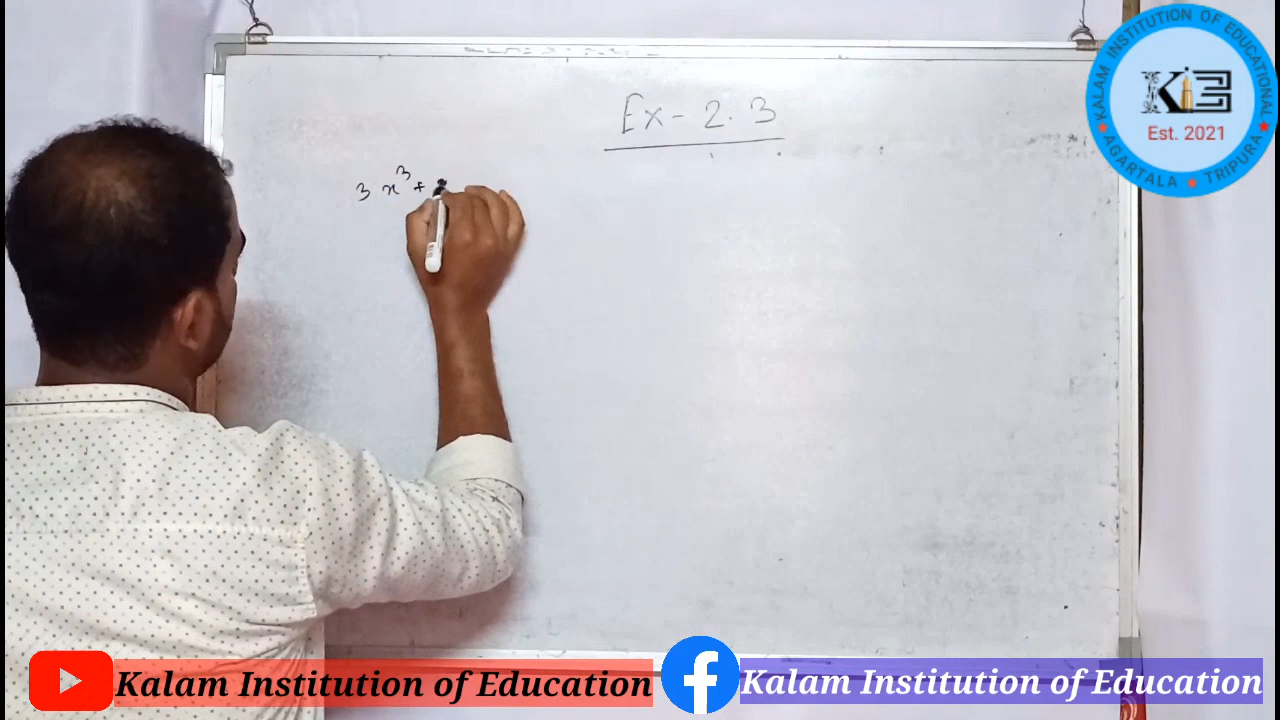 Ex - 2.3
3x³ +
KALAM INSTITUTION OF EDUCATIONAL
KIE
Est. 2021
AGARTALA ★ TRIPURA
Kalam Institution of Education
Kalam Institution of Education